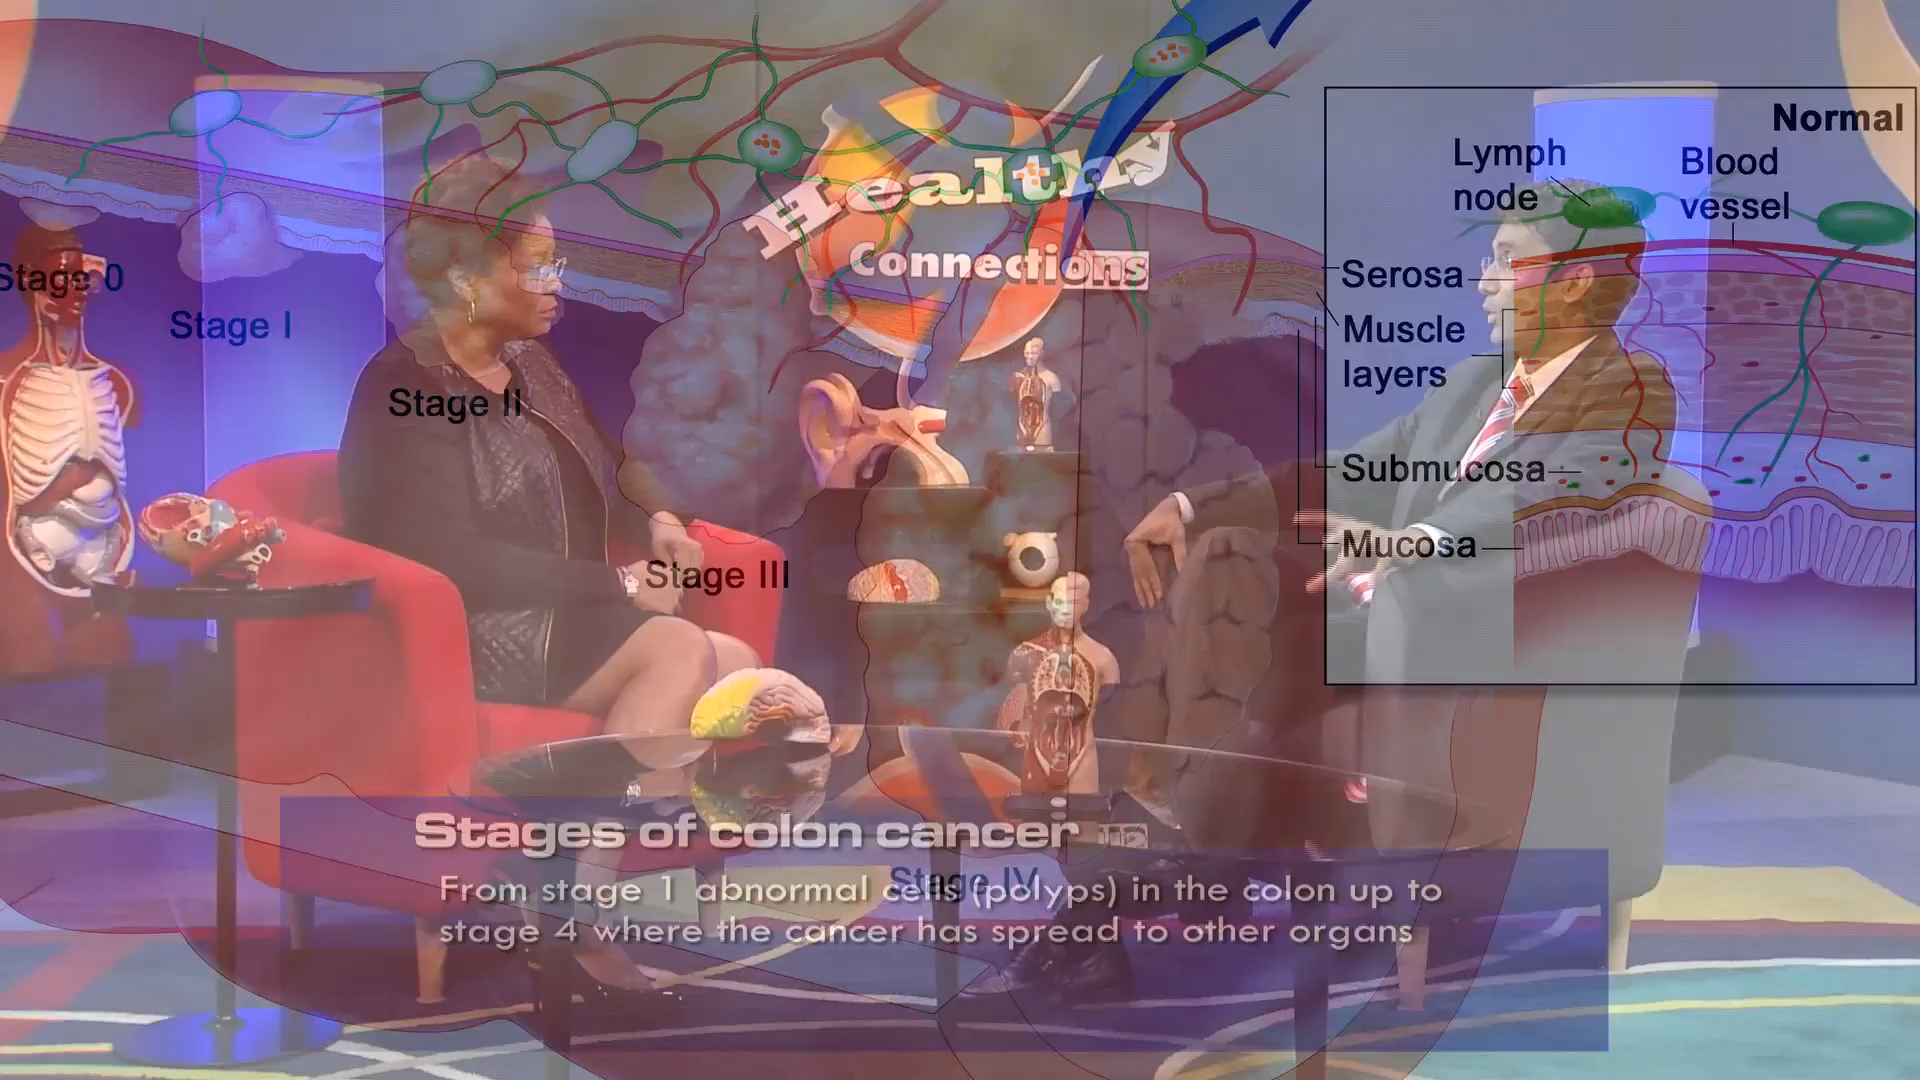 Healthy
Connections
Normal
Lymph
node
Blood
vessel
Serosa
Muscle
layers
Submucosa
Mucosa
Stage 0
Stage I
Stage II
Stage III
Stage IV
Stages of colon cancer
From stage 1 abnormal cells (polyps) in the colon up to
stage 4 where the cancer has spread to other organs